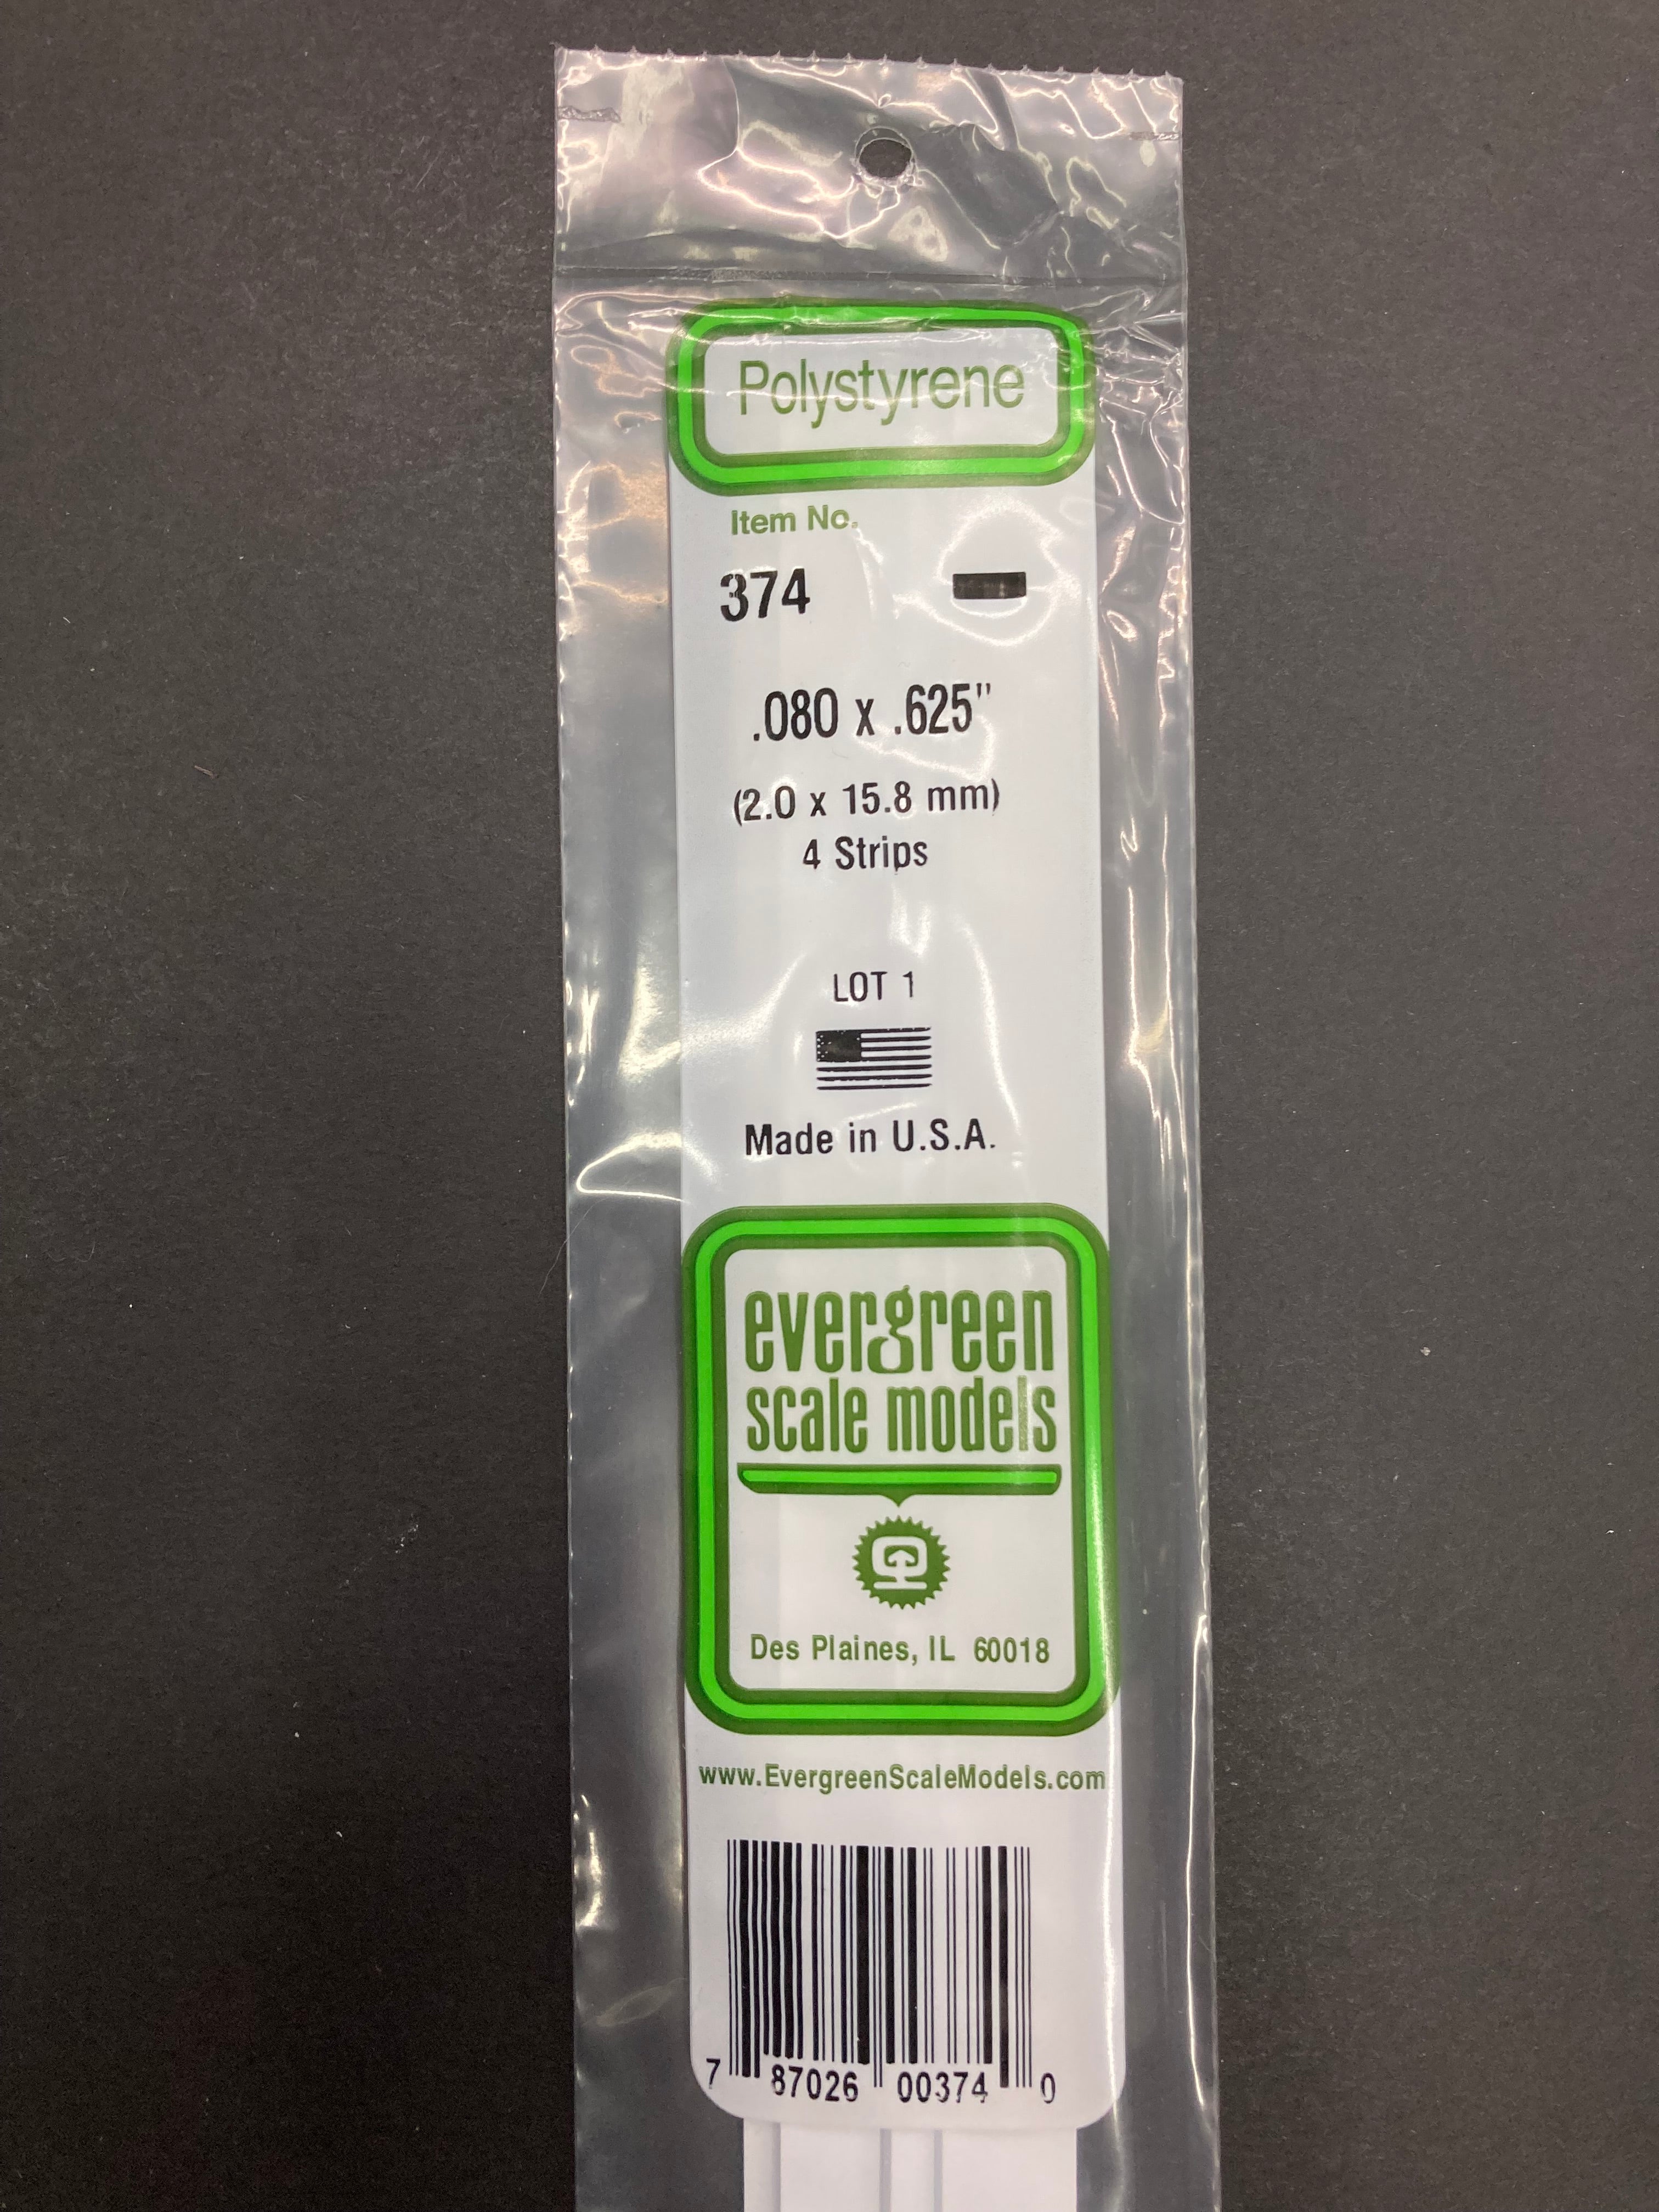 Polystyrene
Item No.
374
.080 x .625"
(2.0 x 15.8 mm)
4 Strips
LOT 1
Made in U.S.A.
evergreen
scale models
Des Plaines, IL 60018
www.EvergreenScaleModels.com
7 87026 00374 0